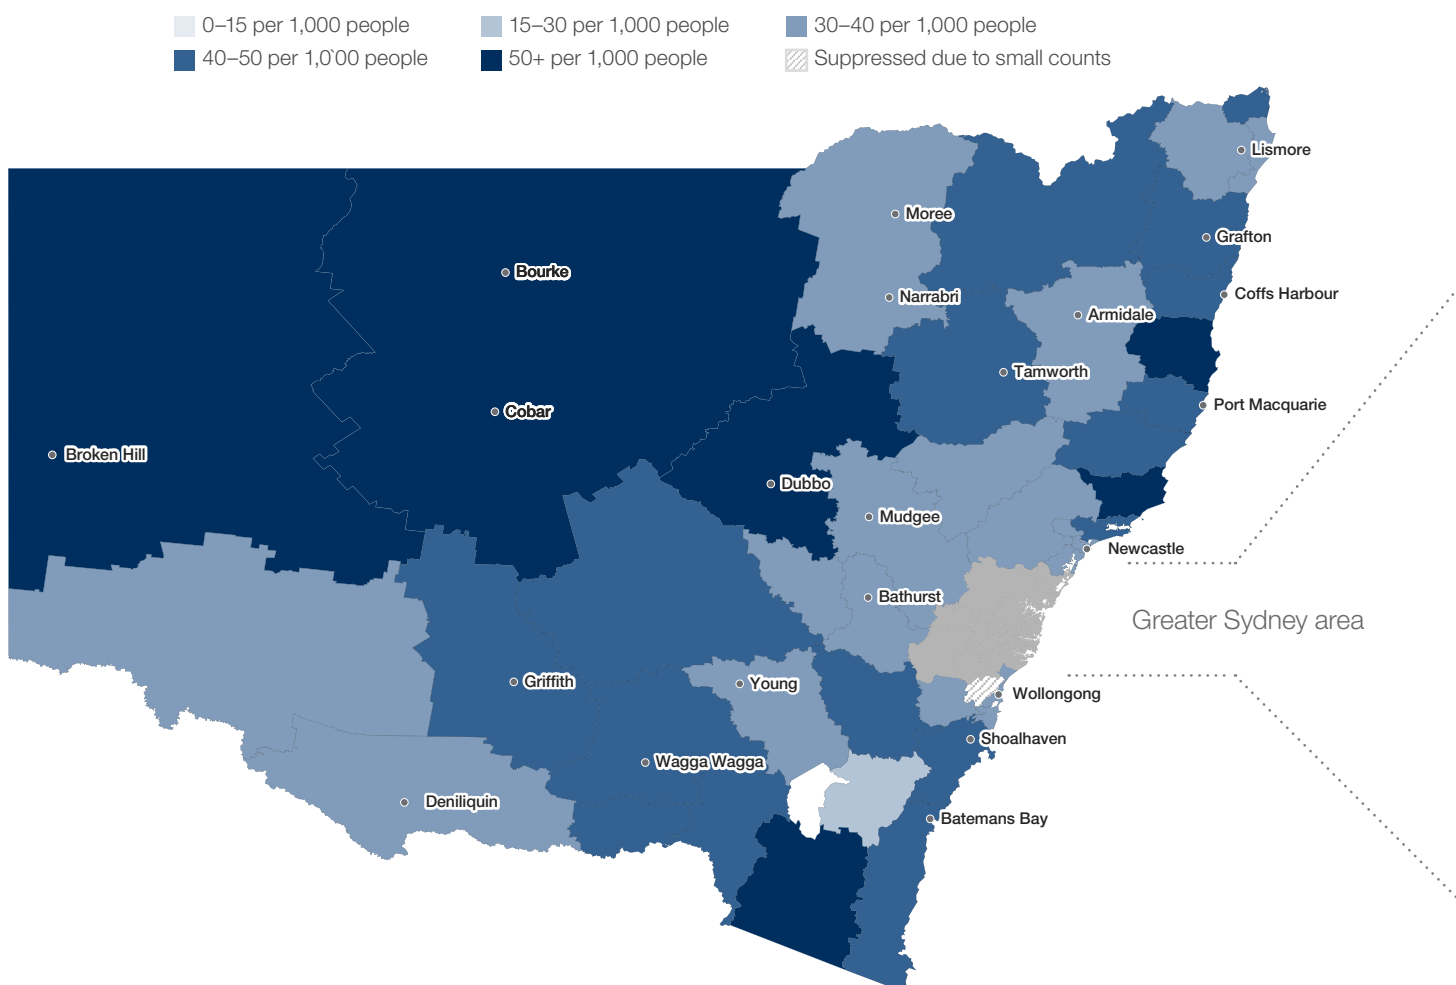 0–15 per 1,000 people
15–30 per 1,000 people
30–40 per 1,000 people
40–50 per 1,0`00 people
50+ per 1,000 people
Suppressed due to small counts
Lismore
Moree
Grafton
Bourke
Narrabri
Coffs Harbour
Armidale
Tamworth
Cobar
Port Macquarie
Broken Hill
Dubbo
Mudgee
Newcastle
Bathurst
Greater Sydney area
Griffith
Young
Wollongong
Shoalhaven
Wagga Wagga
Deniliquin
Batemans Bay